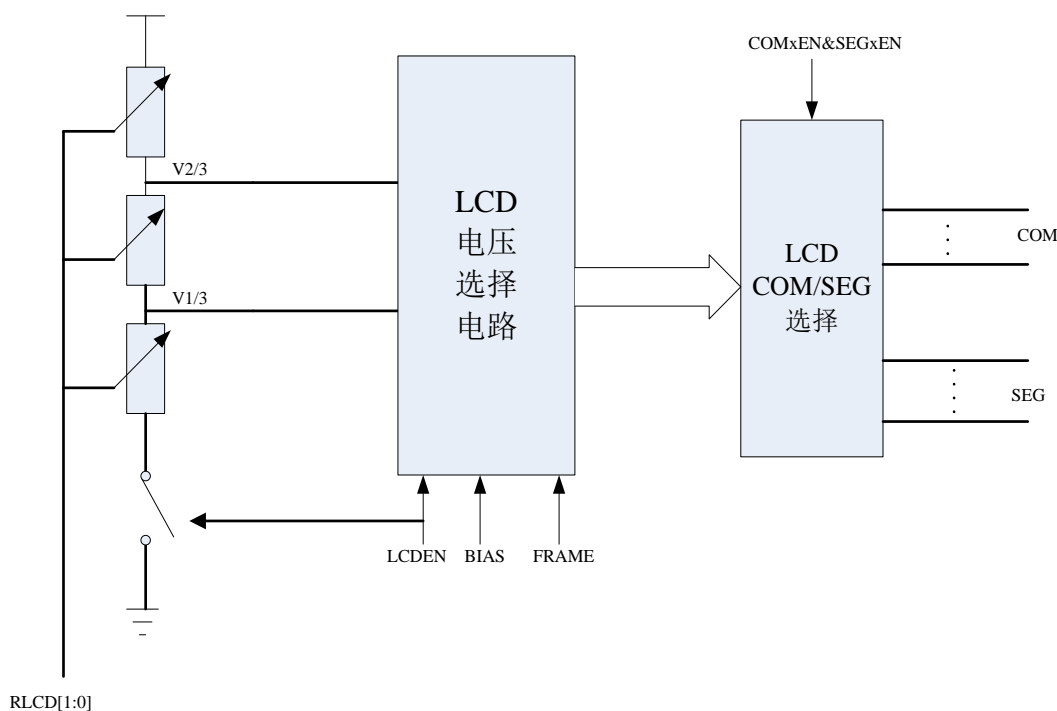 COMxEN&SEGxEN
V2/3
V1/3
LCD
电压
选择
电路
LCD
COM/SEG
选择
COM
SEG
LCDEN
BIAS
FRAME
RLCD[1:0]